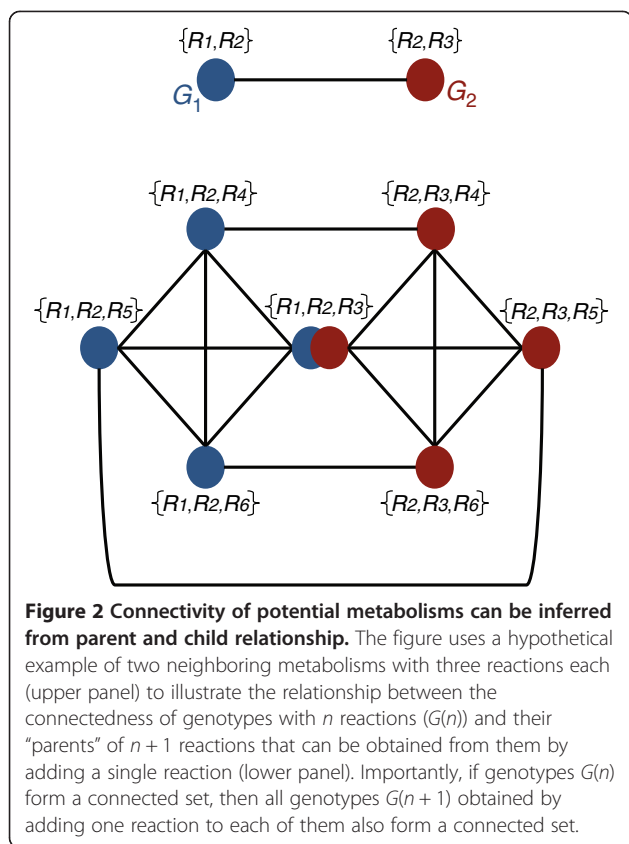 {R1,R2} {R2,R3}
G1 G2
{R1,R2,R4} {R2,R3,R4}
{R1,R2,R5} {R1,R2,R3} {R2,R3,R5}
{R1,R2,R6} {R2,R3,R6}
Figure 2 Connectivity of potential metabolisms can be inferred
from parent and child relationship. The figure uses a hypothetical
example of two neighboring metabolisms with three reactions each
(upper panel) to illustrate the relationship between the
connectedness of genotypes with n reactions (G(n)) and their
“parents” of n + 1 reactions that can be obtained from them by
adding a single reaction (lower panel). Importantly, if genotypes G(n)
form a connected set, then all genotypes G(n + 1) obtained by
adding one reaction to each of them also form a connected set.